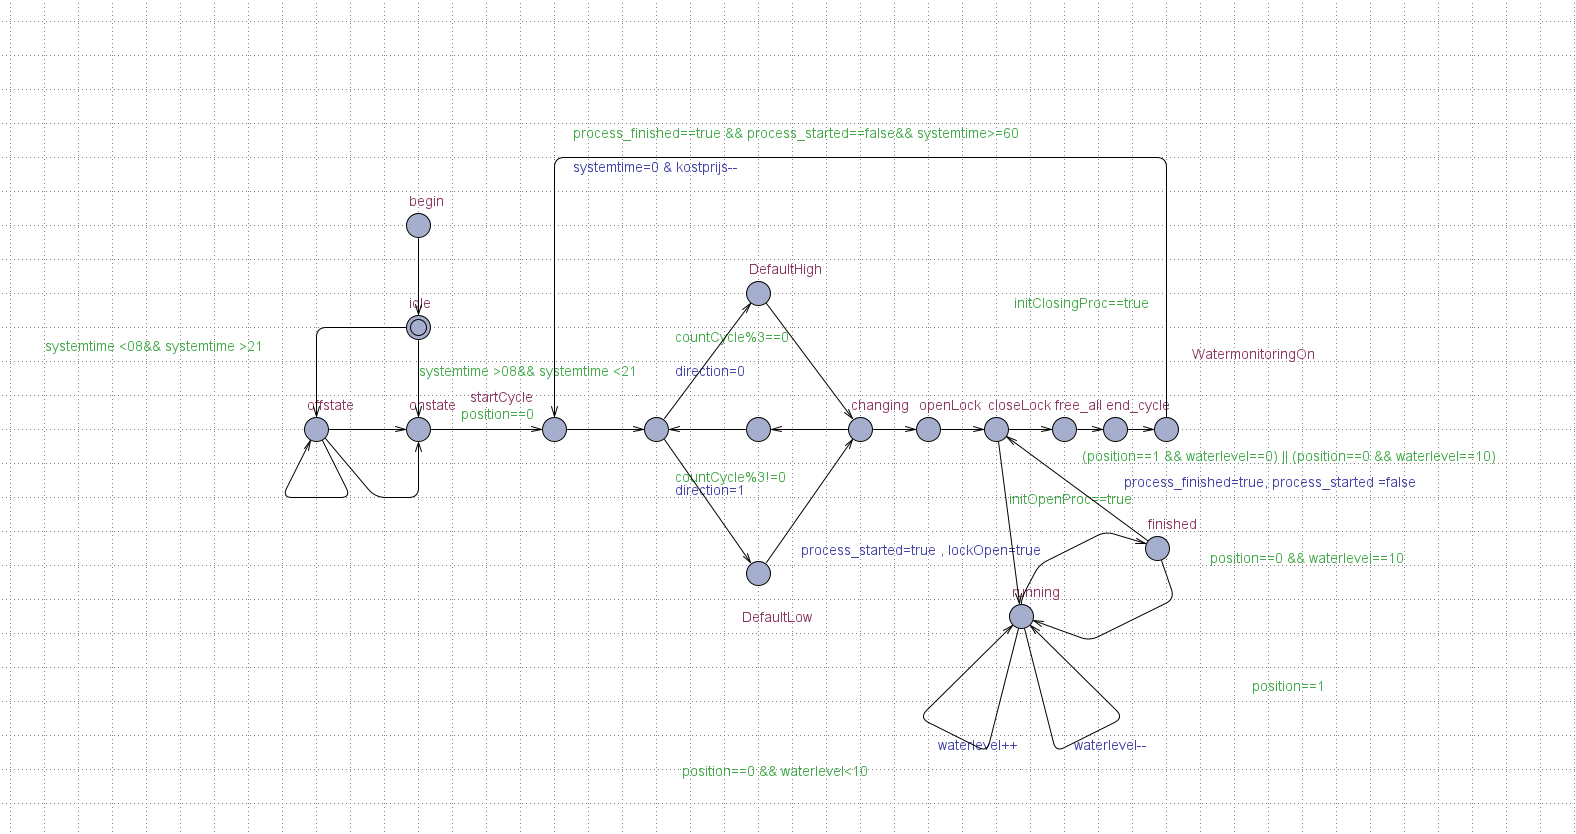 process_finished==true && process_started==false&& systemtime>=60
systemtime=0 & kostprijs--
begin
DefaultHigh
idle
initClosingProc==true
countCycle%3==0
systemtime <08&& systemtime >21
WatermonitoringOn
systemtime >08&& systemtime <21
direction=0
startCycle
offstate
onstate
changing
openLock
closeLock
free_all
end_cycle
position==0
(position==1 && waterlevel==0) || (position==0 && waterlevel==10)
countCycle%3!=0
process_finished=true, process_started =false
direction=1
initOpenProc==true
finished
process_started=true , lockOpen=true
position==0 && waterlevel==10
running
DefaultLow
position==1
waterlevel++
waterlevel--
position==0 && waterlevel<10